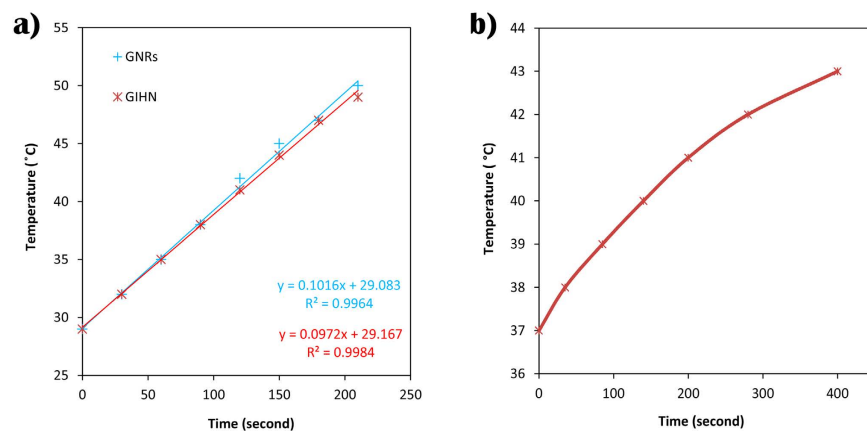 a)
Temperature (˚C)
55
50
45
40
35
30
25
GNRs
GIHN
y = 0.1016x + 29.083
R² = 0.9964
y = 0.0972x + 29.167
R² = 0.9984
0 50 100 150 200 250
Time (second)
b)
Temperature ( °C)
44
43
42
41
40
39
38
37
36
0 100 200 300 400
Time (second)